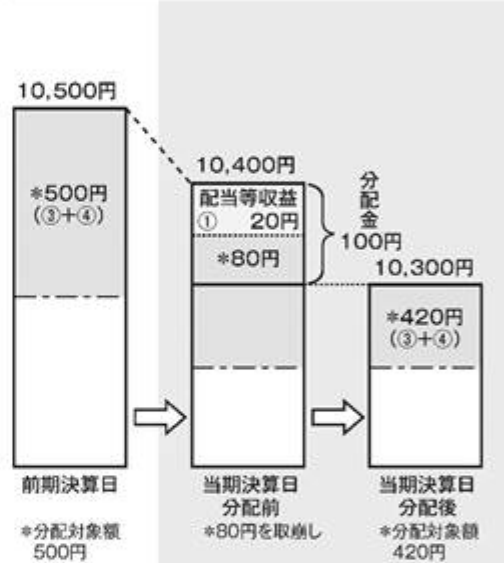 10,500円
*500円
(③+④)
前期決算日
*分配対象額
500円
10,400円
配当等収益
① 20円
*80円
分配金
100円
当期決算日
分配前
*80円を取崩し
10,300円
*420円
(③+④)
当期決算日
分配後
*分配対象額
420円